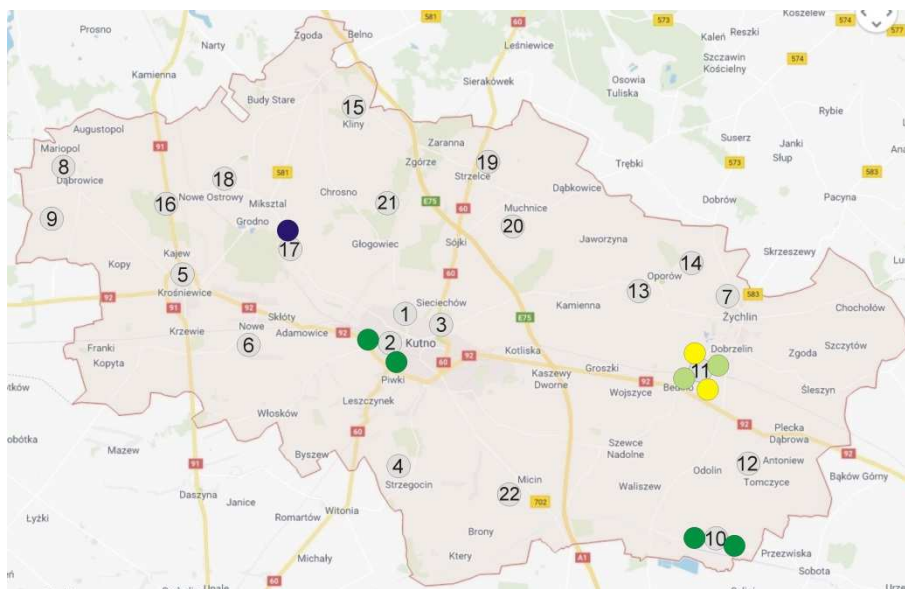 Koszelew
581
573
574
577
Prosno
Zgoda
Belno
60
Kaleń
Reszki
Narty
Leśniewice
Szczawin
Kościelny
574
Kamienna
Sierakówek
Osowia
Tuliska
Budy Stare
15
Kliny
Rybie
Augustopol
Suserz
Janki
Słup
91
Zaranna
Mariopol
8
Dąbrowice
19
Zgórze
Strzelce
Trębki
573
583
18
581
Chrosno
Dąbkowice
16
Nowe Ostrowy
Miksztal
21
E75
60
Muchnice
Dobrów
Pacyna
9
Grodno
20
17
Głogowiec
Sójki
Jaworzyna
Skrzeszewy
Kajew
Kopy
5
Oporów
14
Krośniewice
13
7
583
92
Sieciechów
Kamienna
Żychlin
Chochołów
91
92
Skłóty
1
E75
Krzewie
Nowe
Adamowice
92
3
6
2
Kutno
Dobrzelin
Zgoda
Szczytów
Franki
60
92
Kotliska
Kopyta
Piwki
Kaszewy
Dworne
Groszki
11
92
Bedlno
Wojszyce
Śleszyn
Leszczynek
Włosków
92
Plecka
Dąbrowa
60
Szewce
Nadolne
Mazew
Byszew
92
91
4
Odolin
12
Antoniew
Bąków Górny
Strzegocin
Micin
Waliszew
Tomczyce
Daszyna
Janice
22
702
Łyżki
Romartów
Witonia
Brony
10
Michały
Ktery
A1
Przezwiska
Sobota